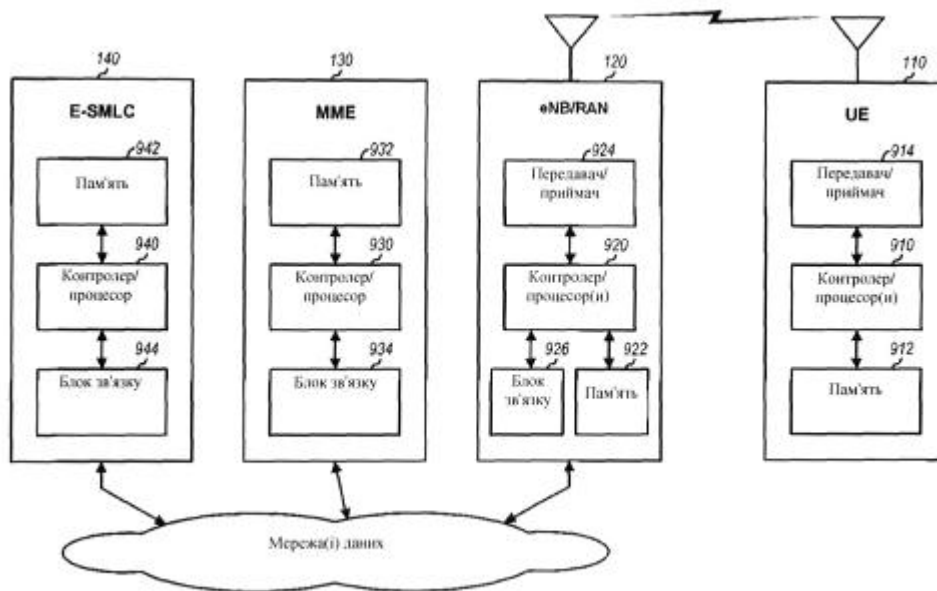 140
E-SMLC
942
Пам'ять
940
Контролер/
процесор
944
Блок зв'язку
130
MME
932
Пам'ять
930
Контролер/
процесор
934
Блок зв'язку
120
eNB/RAN
924
Передавач/
приймач
920
Контролер/
процесор(и)
926
Блок
зв'язку
922
Пам'ять
110
UE
914
Передавач/
приймач
910
Контролер/
процесор(и)
912
Пам'ять
Мережа(і) даних